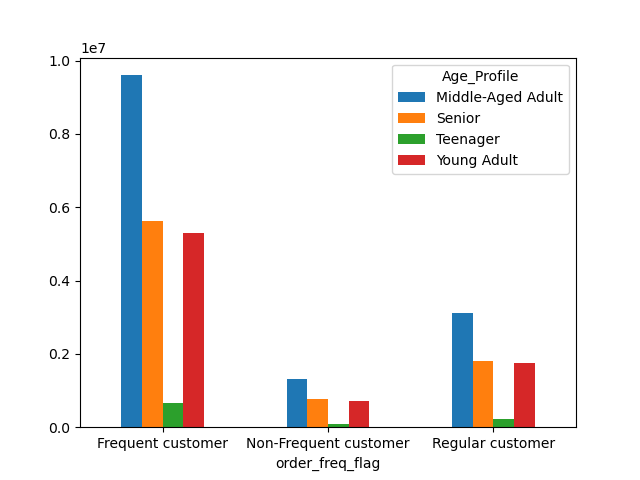 1e7
1.0
0.8
0.6
0.4
0.2
0.0
Age_Profile
Middle-Aged Adult
Senior
Teenager
Young Adult
Frequent customer
Non-Frequent customer
Regular customer
order_freq_flag